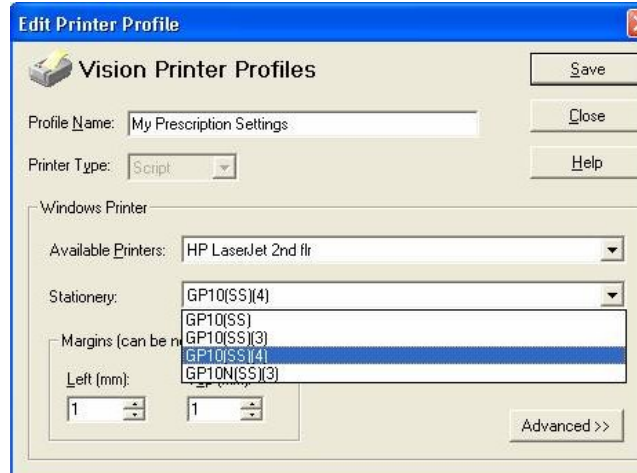 Edit Printer Profile
Vision Printer Profiles
Save
Profile Name: My Prescription Settings
Close
Printer Type: Script
Help
Windows Printer
Available Printers: HP LaserJet 2nd flr
Stationery: GP10(SS)(4)
GP10(SS)
GP10(SS)(3)
GP10(SS)(4)
GP10N(SS)(3)
Margins (can be
Left (mm):
(mm):
1
1
Advanced >>